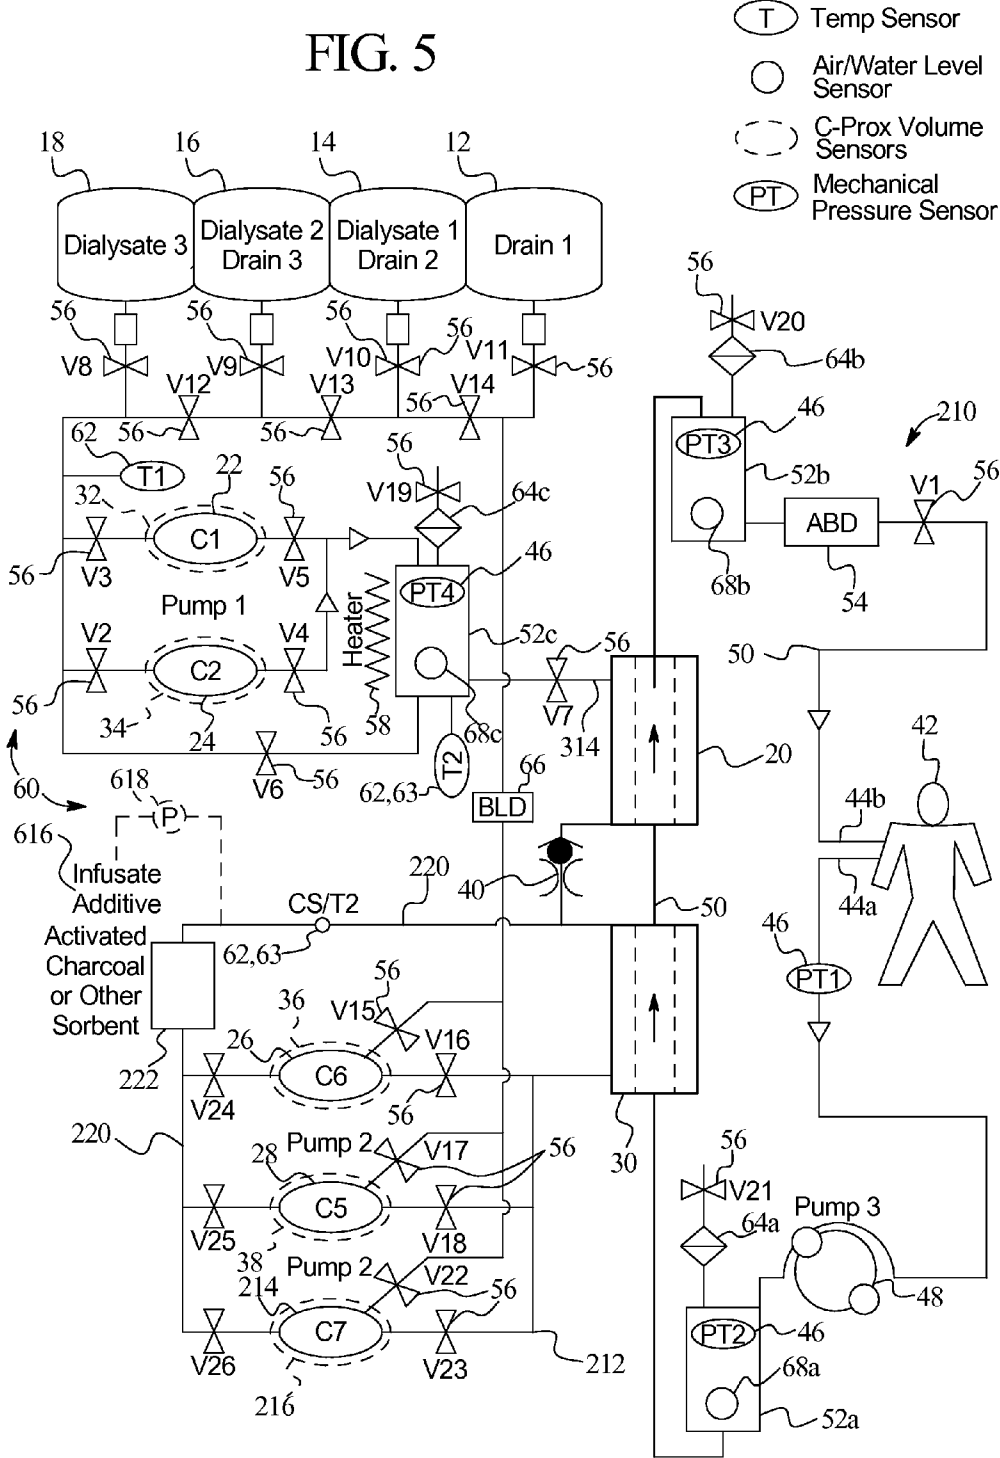 FIG. 5
T Temp Sensor
Air/Water Level
Sensor
C-Prox Volume
Sensors
PT Mechanical
Pressure Sensor
18 16 14 12
Dialysate 3
Dialysate 2
Drain 3
Dialysate 1
Drain 2
Drain 1
56 56 56 56
V8 V9 V10 V11 56
V12 V13 V14
56 56 56
56
V20
64b
46
PT3
52b
68b
210
ABD
54
V1 56
50
62
T1
32 22 56
C1
56 V3 V5
Pump 1
V2 V4
C2
56 34 24 56
V6 56
60
56
V19
64c
46
PT4
Heater
52c
58
68c
T2
62,63
56
V7
314
66
BLD
20
42
44b
44a
40
50
618
P
616
Infusate
Additive
Activated
Charcoal
or Other
Sorbent
222
CS/T2
62,63
220
46
PT1
56
V15
36
26
C6
V16
56
V24
220
30
Pump 2
28
C5
V17
56
V25
38
V18
Pump 2
214
C7
V22
56
V26
216
V23
212
56
V21
64a
Pump 3
48
PT2
46
68a
52a